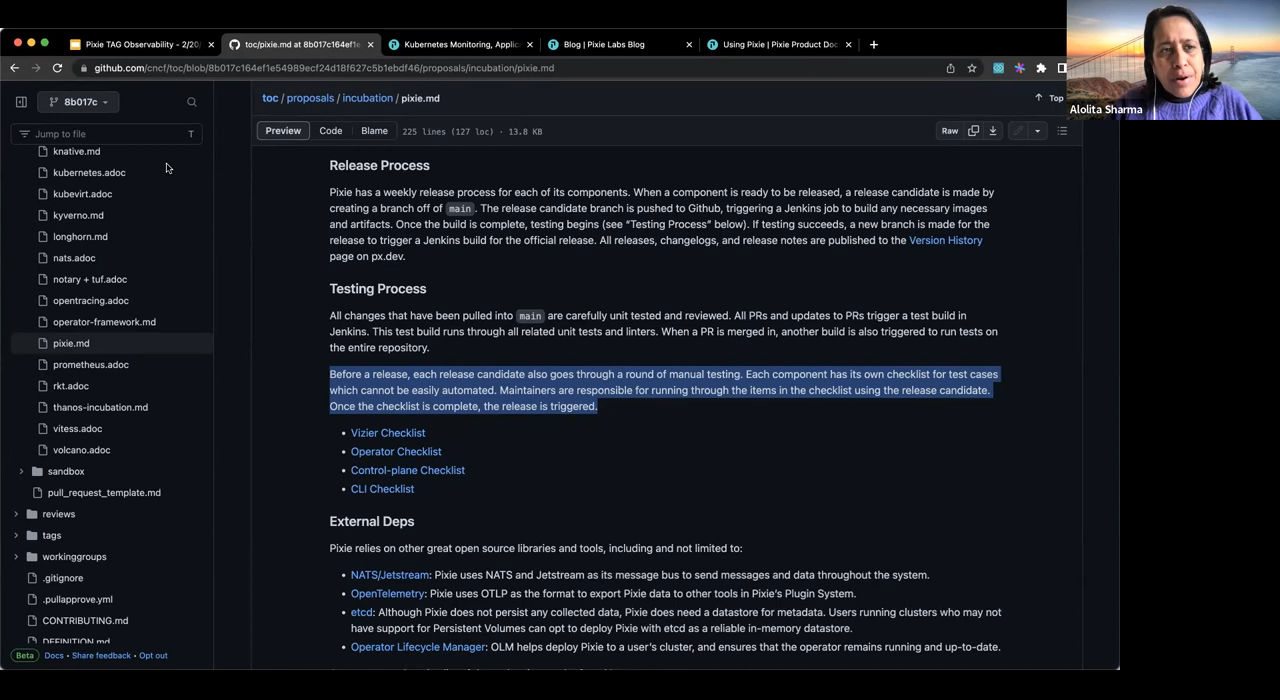 Pixie TAG Observability - 2/20/
toc/pixie.md at 8b017c164ef1e
Kubernetes Monitoring, Applic
Blog | Pixie Labs Blog
Using Pixie | Pixie Product Doc
github.com/cncf/toc/blob/8b017c164ef1e54989ecf24d18f627c5b1ebdf46/proposals/incubation/pixie.md
Alolita Sharma
8b017c
toc / proposals / incubation / pixie.md
Top
Jump to file
T
Preview
Code
Blame
225 lines (127 loc) · 13.8 KB
Raw
knative.md
kubernetes.adoc
kubevirt.adoc
kyverno.md
longhorn.md
nats.adoc
notary + tuf.adoc
opentracing.adoc
operator-framework.md
pixie.md
prometheus.adoc
rkt.adoc
thanos-incubation.md
vitess.adoc
volcano.adoc
sandbox
pull_request_template.md
reviews
tags
workinggroups
.gitignore
.pullapprove.yml
CONTRIBUTING.md
DEFINITION.md
Beta
Docs • Share feedback • Opt out
Release Process
Pixie has a weekly release process for each of its components. When a component is ready to be released, a release candidate is made by
creating a branch off of main. The release candidate branch is pushed to Github, triggering a Jenkins job to build any necessary images
and artifacts. Once the build is complete, testing begins (see “Testing Process” below). If testing succeeds, a new branch is made for the
release to trigger a Jenkins build for the official release. All releases, changelogs, and release notes are published to the Version History
page on px.dev.
Testing Process
All changes that have been pulled into main are carefully unit tested and reviewed. All PRs and updates to PRs trigger a test build in
Jenkins. This test build runs through all related unit tests and linters. When a PR is merged in, another build is also triggered to run tests on
the entire repository.
Before a release, each release candidate also goes through a round of manual testing. Each component has its own checklist for test cases
which cannot be easily automated. Maintainers are responsible for running through the items in the checklist using the release candidate.
Once the checklist is complete, the release is triggered.
• Vizier Checklist
• Operator Checklist
• Control-plane Checklist
• CLI Checklist
External Deps
Pixie relies on other great open source libraries and tools, including and not limited to:
• NATS/Jetstream: Pixie uses NATS and Jetstream as its message bus to send messages and data throughout the system.
• OpenTelemetry: Pixie uses OTLP as the format to export Pixie data to other tools in Pixie's Plugin System.
• etcd: Although Pixie does not persist any collected data, Pixie does need a datastore for metadata. Users running clusters who may not
have support for Persistent Volumes can opt to deploy Pixie with etcd as a reliable in-memory datastore.
• Operator Lifecycle Manager: OLM helps deploy Pixie to a user's cluster, and ensures that the operator remains running and up-to-date.